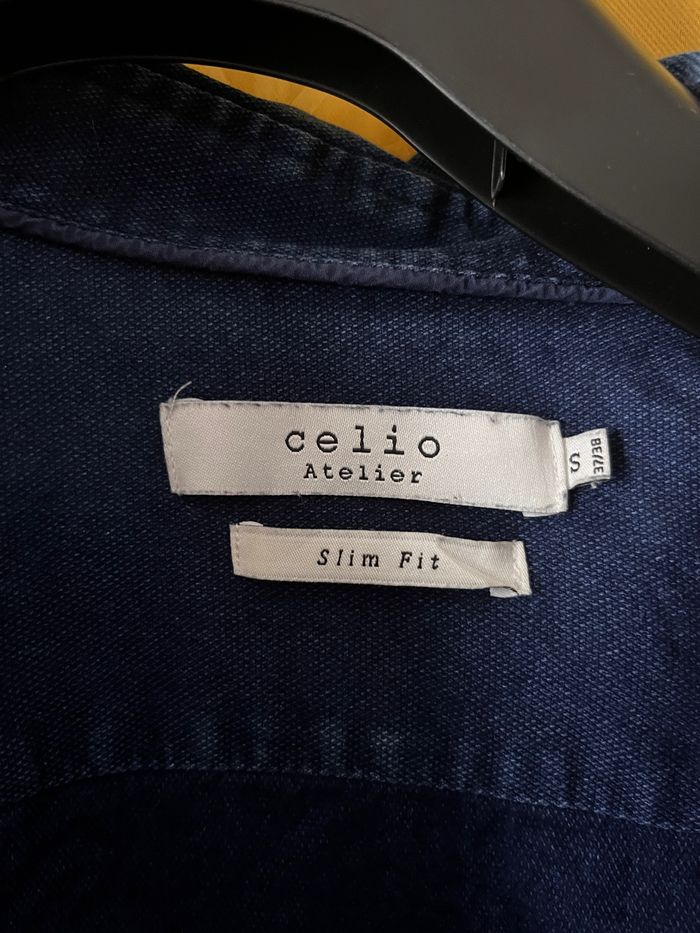 celio
Atelier
S
37/38
Slim Fit